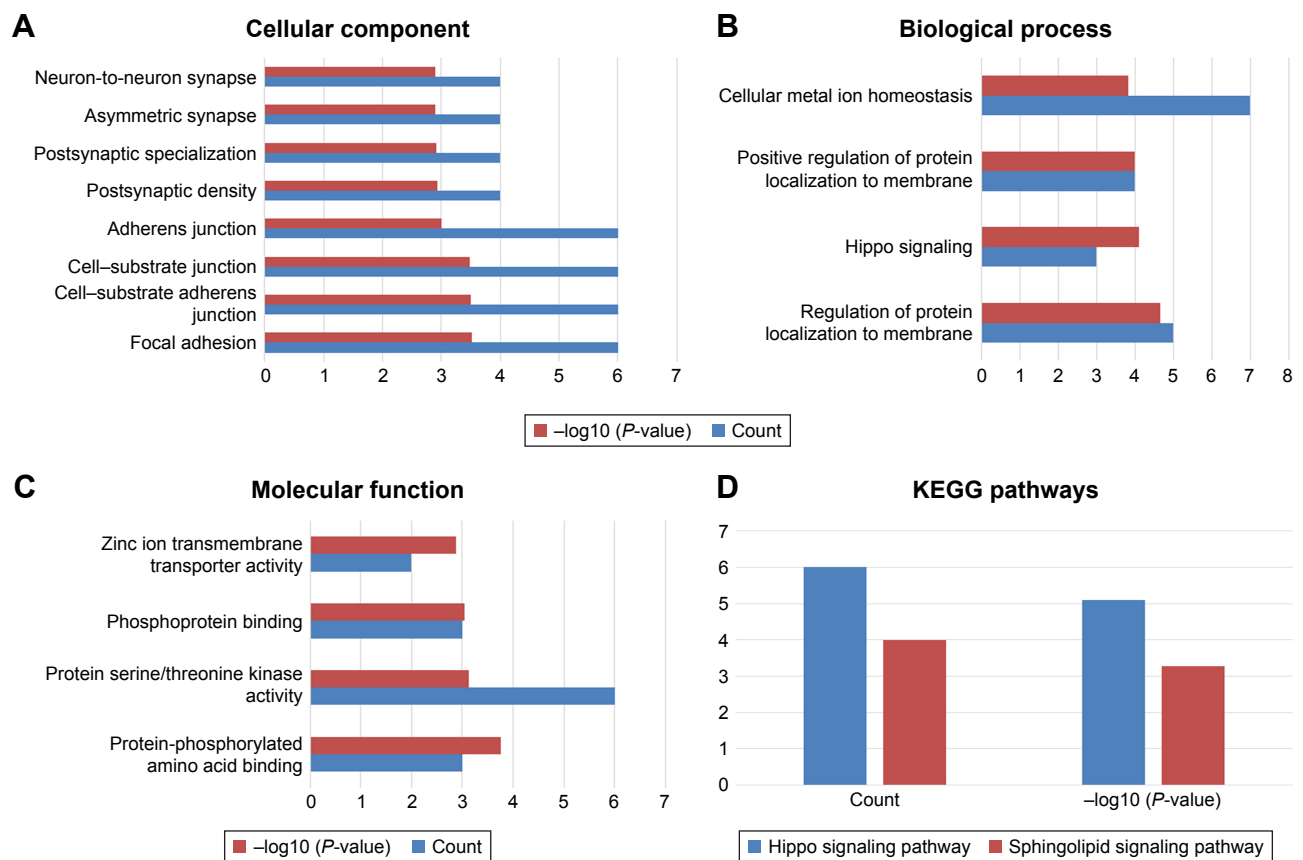 A
Cellular component
Neuron-to-neuron synapse
Asymmetric synapse
Postsynaptic specialization
Postsynaptic density
Adherens junction
Cell–substrate junction
Cell–substrate adherens
junction
Focal adhesion
0 1 2 3 4 5 6 7
B
Biological process
Cellular metal ion homeostasis
Positive regulation of protein
localization to membrane
Hippo signaling
Regulation of protein
localization to membrane
0 1 2 3 4 5 6 7 8
–log10 (P-value) Count
C
Molecular function
Zinc ion transmembrane
transporter activity
Phosphoprotein binding
Protein serine/threonine kinase
activity
Protein-phosphorylated
amino acid binding
0 1 2 3 4 5 6 7
–log10 (P-value) Count
D
KEGG pathways
7
6
5
4
3
2
1
0
Count –log10 (P-value)
Hippo signaling pathway Sphingolipid signaling pathway